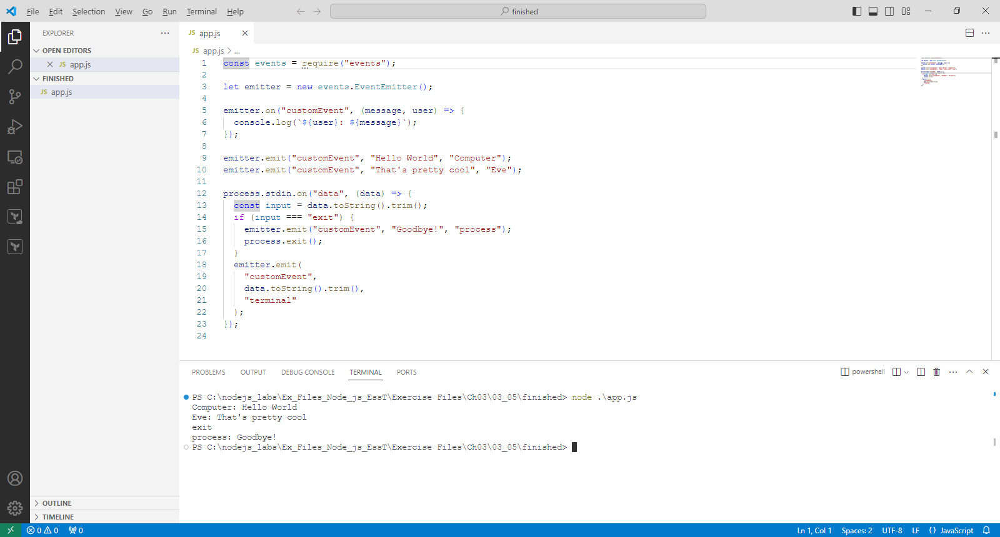 File Edit Selection View Go Run Terminal Help
finished
EXPLORER
OPEN EDITORS
JS app.js
FINISHED
JS app.js
OUTLINE
TIMELINE
JS app.js
JS app.js > ...
1 const events = require("events");
2
3 let emitter = new events.EventEmitter();
4
5 emitter.on("customEvent", (message, user) => {
6 console.log(`${user}: ${message}`);
7 });
8
9 emitter.emit("customEvent", "Hello World", "Computer");
10 emitter.emit("customEvent", "That's pretty cool", "Eve");
11
12 process.stdin.on("data", (data) => {
13 const input = data.toString().trim();
14 if (input === "exit") {
15 emitter.emit("customEvent", "Goodbye!", "process");
16 process.exit();
17 }
18 emitter.emit(
19 "customEvent",
20 data.toString().trim(),
21 "terminal"
22 );
23 });
24
PROBLEMS OUTPUT DEBUG CONSOLE TERMINAL PORTS
powershell
PS C:\nodejs_labs\Ex_Files_Node_js_EssT\Exercise Files\Ch03\03_05\finished> node .\app.js
Computer: Hello World
Eve: That's pretty cool
exit
process: Goodbye!
PS C:\nodejs_labs\Ex_Files_Node_js_EssT\Exercise Files\Ch03\03_05\finished>
0 0 0
Ln 1, Col 1 Spaces: 2 UTF-8 LF {} JavaScript